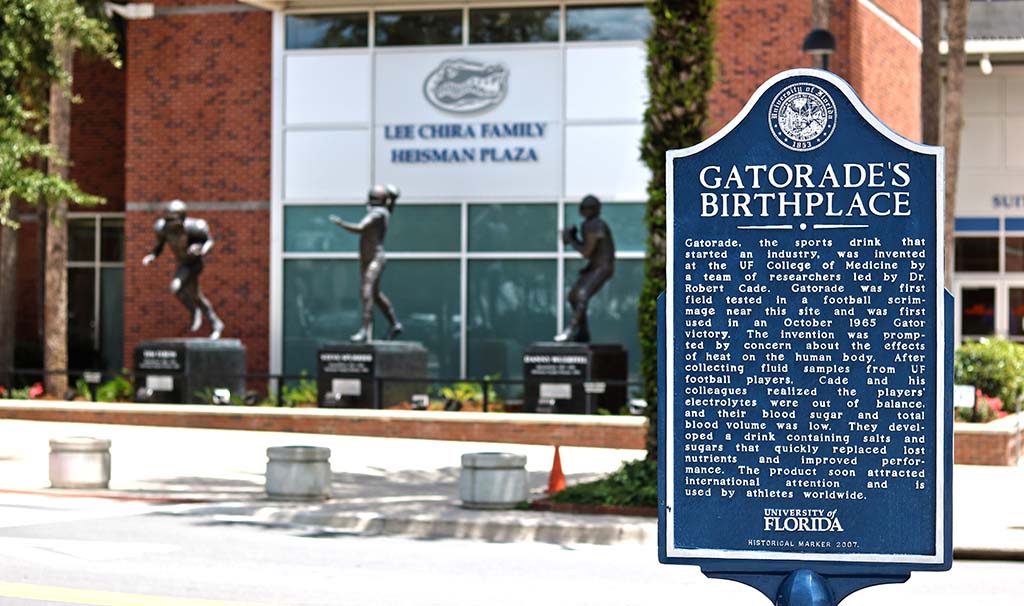 LEE CHIRA FAMILY
HEISMAN PLAZA
University of Florida
1853
GATORADE'S
BIRTHPLACE
Gatorade, the sports drink that
started an industry, was invented
at the UF College of Medicine by
a team of researchers led by Dr.
Robert Cade. Gatorade was first
field tested in a football scrim-
mage near this site and was first
used in an October 1965 Gator
victory. The invention was promp-
ted by concern about the effects
of heat on the human body. After
collecting fluid samples from UF
football players, Cade and his
colleagues realized the players'
electrolytes were out of balance,
and their blood sugar and total
blood volume was low. They devel-
oped a drink containing salts and
sugars that quickly replaced lost
nutrients and improved perfor-
mance. The product soon attracted
international attention and is
used by athletes worldwide.
UNIVERSITY of
FLORIDA
HISTORICAL MARKER 2007.